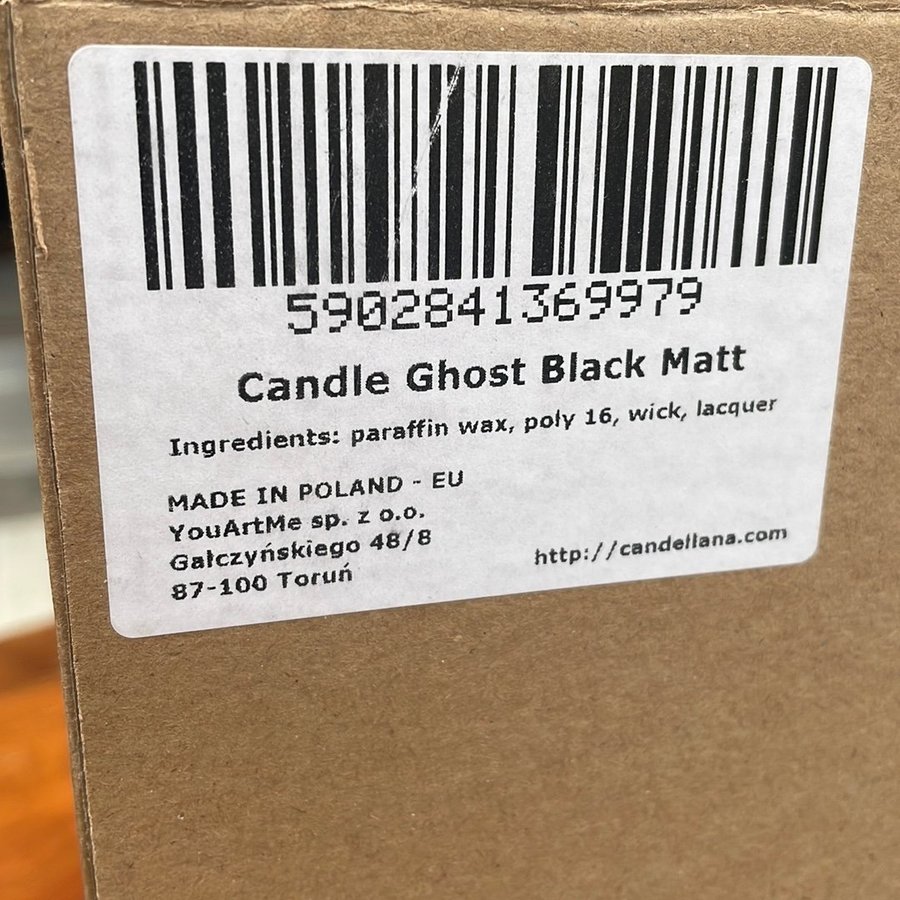 5902841369979
Candle Ghost Black Matt
Ingredients: paraffin wax, poly 16, wick, lacquer
MADE IN POLAND - EU
YouArtMe sp. z o.o.
Gałczyńskiego 48/8
87-100 Toruń
http://candellana.com